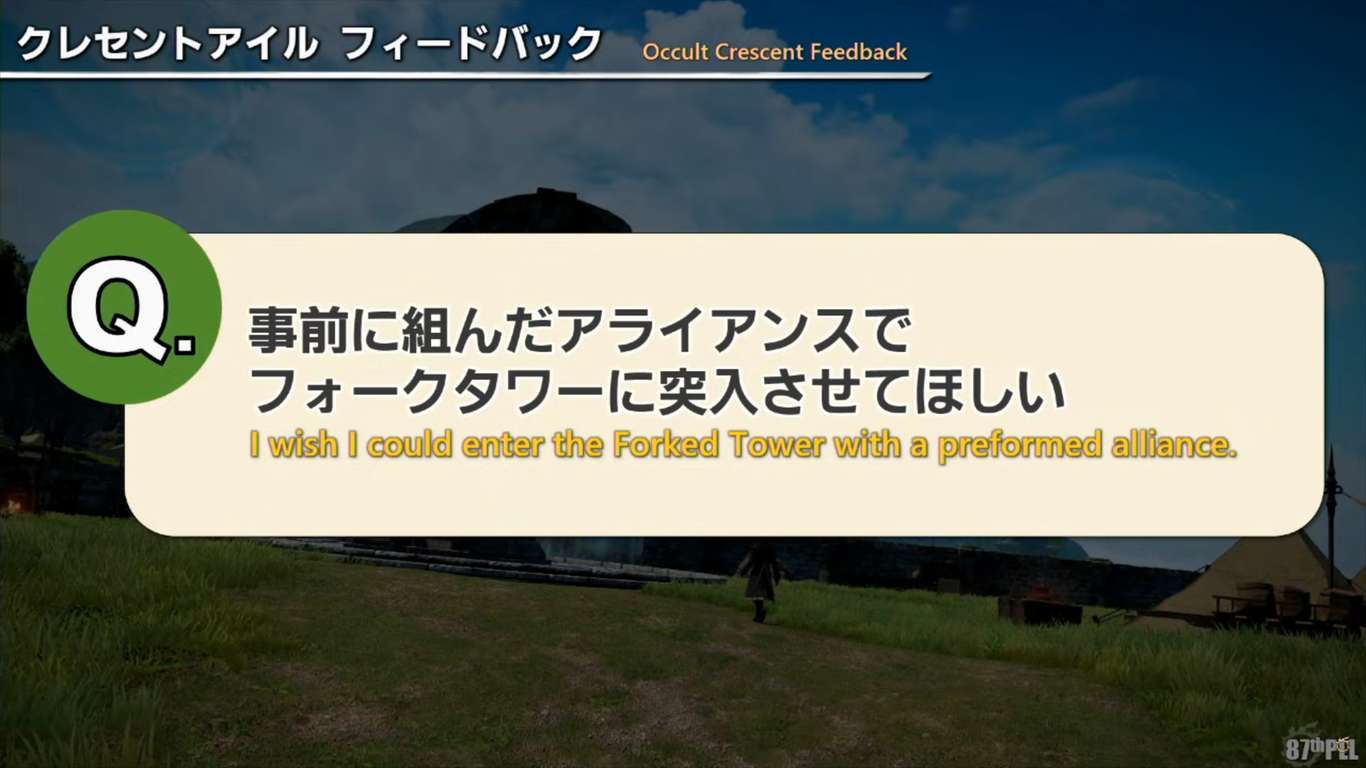 クレセントアイル フィードバック
Occult Crescent Feedback
Q.
事前に組んだアライアンスで
フォークタワーに突入させてほしい
I wish I could enter the Forked Tower with a preformed alliance.
87thPLL